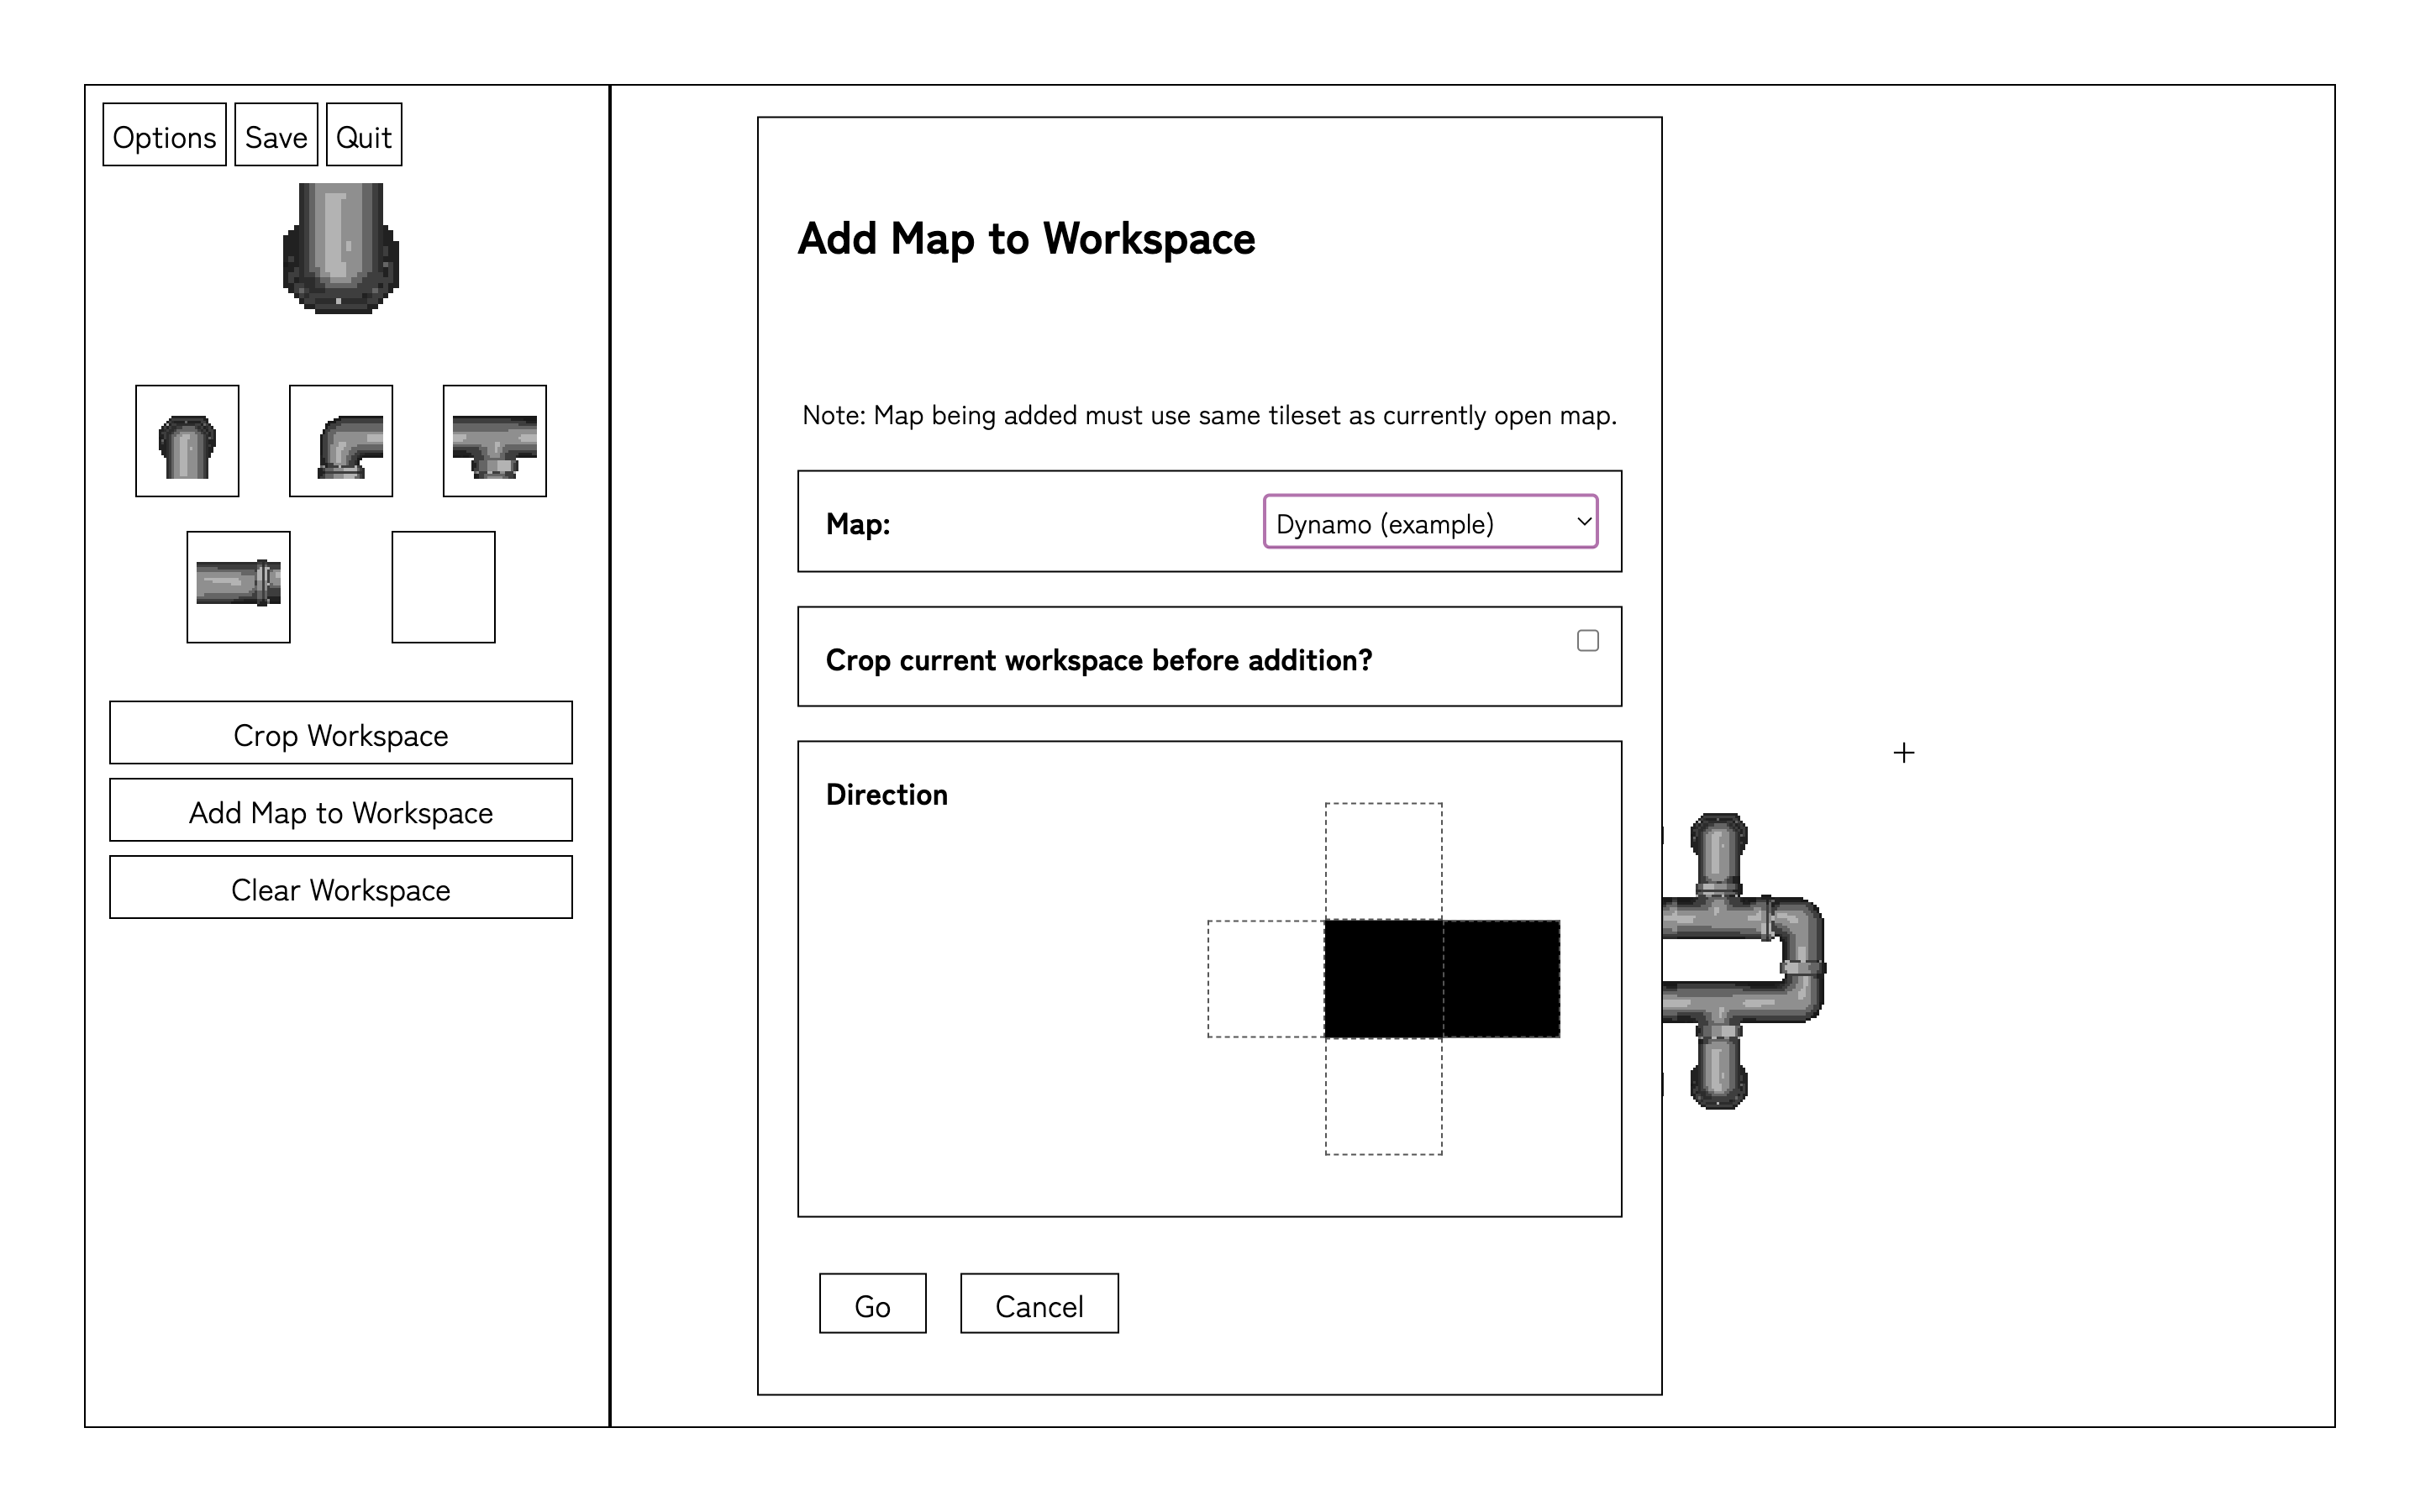 Options Save Quit
Crop Workspace
Add Map to Workspace
Clear Workspace
Add Map to Workspace
Note: Map being added must use same tileset as currently open map.
Map: Dynamo (example)
Crop current workspace before addition?
Direction
Go Cancel